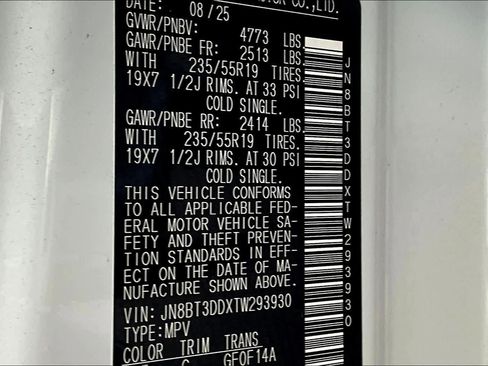 MOTOR CO.,LTD.
DATE: 08/25
GVWR/PNBV: 4773 LBS
GAWR/PNBE FR: 2513 LBS.
WITH 235/55R19 TIRES
19X7 1/2J RIMS. AT 33 PSI
COLD SINGLE.
GAWR/PNBE RR: 2414 LBS.
WITH 235/55R19 TIRES.
19X7 1/2J RIMS. AT 30 PSI
COLD SINGLE.
THIS VEHICLE CONFORMS
TO ALL APPLICABLE FED-
ERAL MOTOR VEHICLE SA-
FETY AND THEFT PREVEN-
TION STANDARDS IN EFF-
ECT ON THE DATE OF MA-
NUFACTURE SHOWN ABOVE.
VIN: JN8BT3DDXTW293930
TYPE:MPV
COLOR TRIM TRANS
G GF0F14A
JN8BT3DDXTW293930